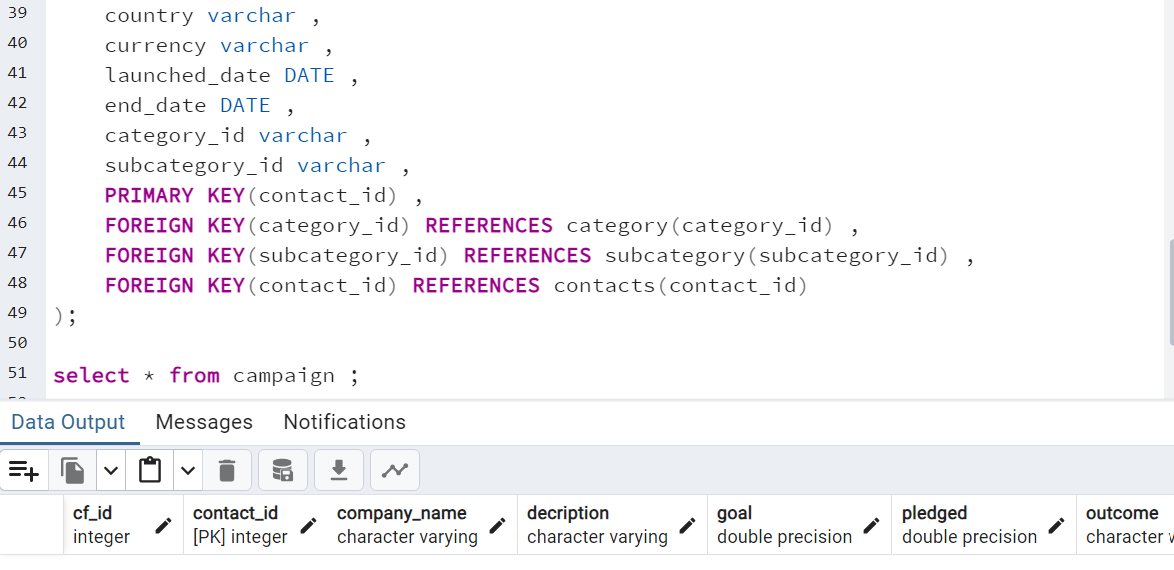 39 country varchar ,
40 currency varchar ,
41 launched_date DATE ,
42 end_date DATE ,
43 category_id varchar ,
44 subcategory_id varchar ,
45 PRIMARY KEY(contact_id) ,
46 FOREIGN KEY(category_id) REFERENCES category(category_id) ,
47 FOREIGN KEY(subcategory_id) REFERENCES subcategory(subcategory_id) ,
48 FOREIGN KEY(contact_id) REFERENCES contacts(contact_id)
49 );
50
51 select * from campaign ;
Data Output Messages Notifications
cf_id contact_id company_name decription goal pledged outcome
integer [PK] integer character varying character varying double precision double precision character